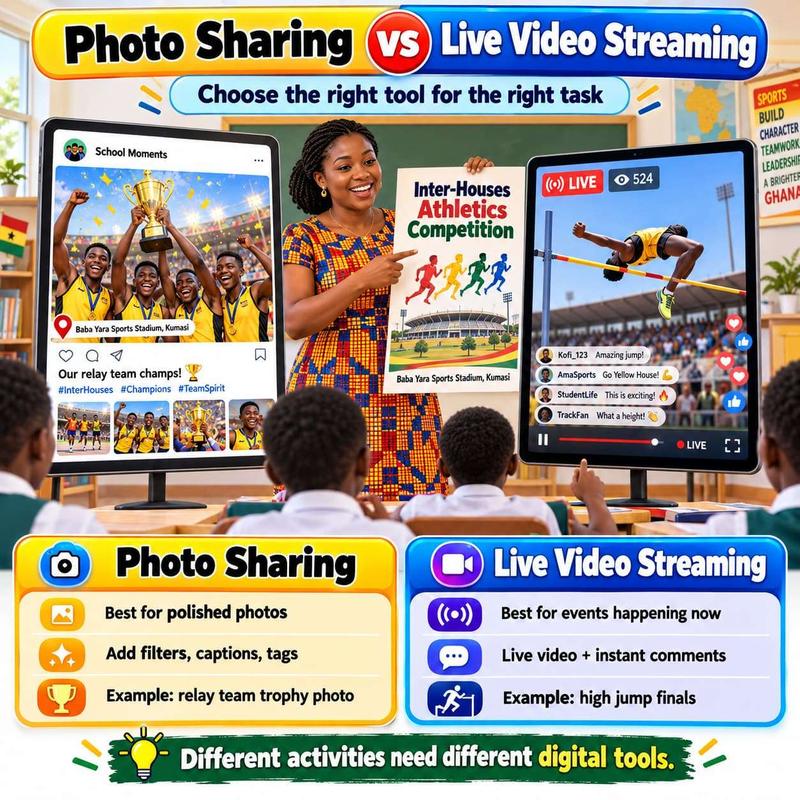 Photo Sharing VS Live Video Streaming
Choose the right tool for the right task
School Moments
Baba Yara Sports Stadium, Kumasi
Our relay team champs! 🏆
#InterHouses #Champions #TeamSpirit
Inter-Houses
Athletics
Competition
Baba Yara Sports Stadium, Kumasi
LIVE 524
Kofi_123 Amazing jump!
AmaSports Go Yellow House! 💪
StudentLife This is exciting! 🔥
TrackFan What a height! 👏
LIVE
SPORTS
BUILD
CHARACTER
TEAMWORK
LEADERSHIP
A BRIGHTER
GHANA
Photo Sharing
Best for polished photos
Add filters, captions, tags
Example: relay team trophy photo
Live Video Streaming
Best for events happening now
Live video + instant comments
Example: high jump finals
Different activities need different digital tools.